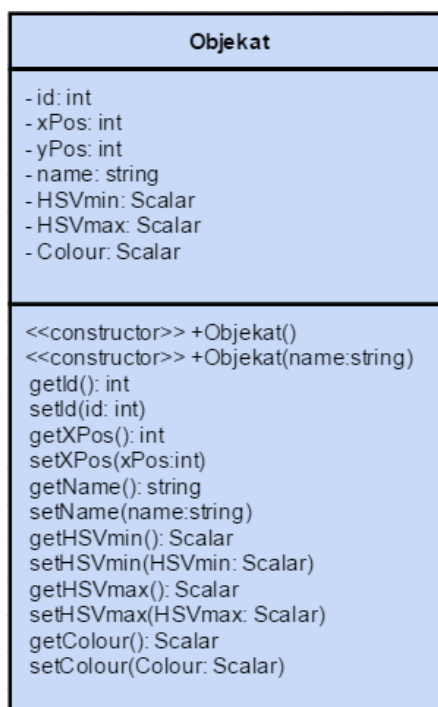 Objekat
- id: int
- xPos: int
- yPos: int
- name: string
- HSVmin: Scalar
- HSVmax: Scalar
- Colour: Scalar
<<constructor>> +Objekat()
<<constructor>> +Objekat(name:string)
getId(): int
setId(id: int)
getXPos(): int
setXPos(xPos:int)
getName(): string
setName(name:string)
getHSVmin(): Scalar
setHSVmin(HSVmin: Scalar)
getHSVmax(): Scalar
setHSVmax(HSVmax: Scalar)
getColour(): Scalar
setColour(Colour: Scalar)